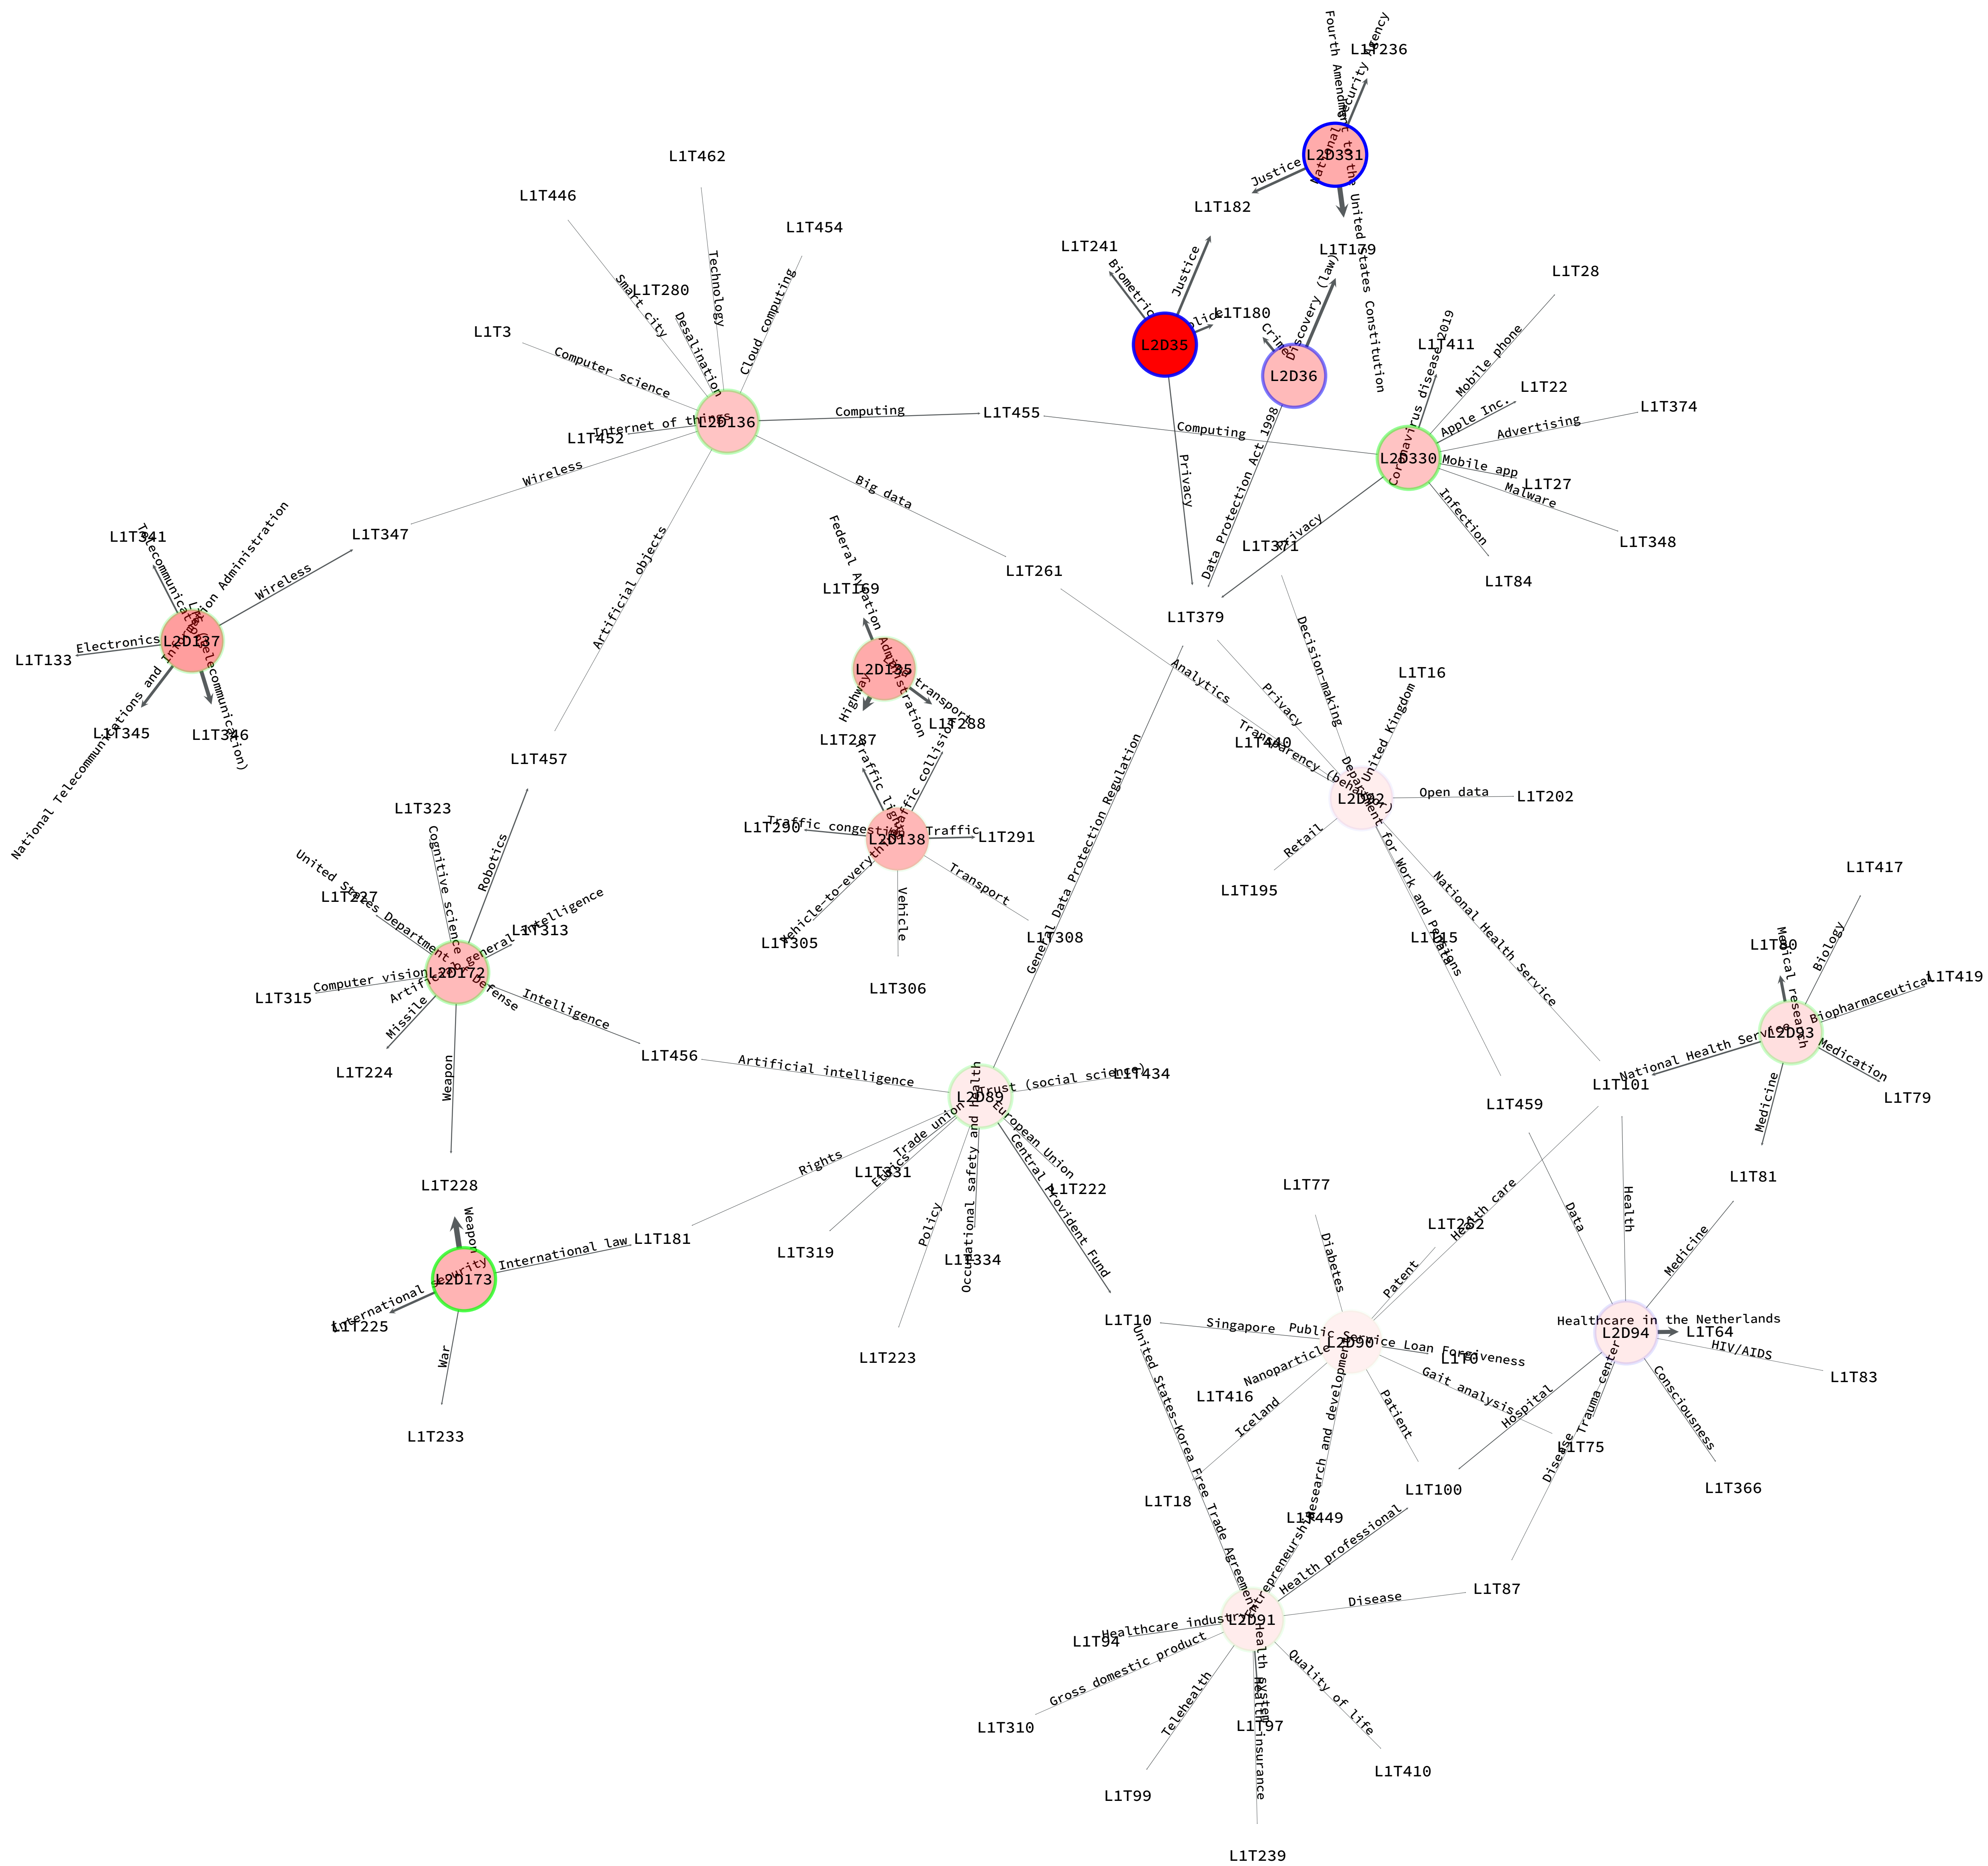 L1T236
Fourth Amendment to the United States Constitution
National Security Agency
L2D331
Justice
L1T182
L1T179
L1T241
Biometrics
Justice
Police
L1T180
Crime
Discovery (law)
L2D35
L2D36
Privacy
Data Protection Act 1998
L1T462
L1T446
L1T454
L1T280
L1T3
Smart city
Technology
Cloud computing
Desalination
Computer science
Internet of things
L1T452
L2D136
Computing
L1T455
Computing
Wireless
Big data
Artificial objects
L1T28
L1T411
Coronavirus disease 2019
Mobile phone
L1T22
Apple Inc.
L1T374
Advertising
L2D330
Mobile app
L1T27
Malware
L1T348
Infection
L1T84
Privacy
L1T371
L1T379
L1T261
L1T347
L1T341
Telecommunication
National Telecommunications and Information Administration
Wireless
L2D137
Electronics
L1T133
LTE (telecommunication)
L1T345
L1T346
Federal Aviation Administration
L1T169
L2D195
Land transport
Highway
L1T288
L1T287
Traffic light
Traffic collision
L1T290
Traffic congestion
L2D138
Traffic
L1T291
Vehicle-to-everything
Vehicle
Transport
L1T305
L1T306
L1T308
Analytics
Privacy
Decision-making
L1T16
United Kingdom
L1T440
Transparency (behavior)
L2D92
Open data
L1T202
Retail
L1T195
Department for Work and Pensions
Data
L1T15
National Health Service
General Data Protection Regulation
L1T457
L1T323
Robotics
Cognitive science
United States Department of Defense
L1T227
Artificial general intelligence
L1T313
L2D172
Computer vision
L1T315
Missile
L1T224
Intelligence
L1T456
Weapon
L1T228
Artificial intelligence
L2D89
Trust (social science)
L1T434
Trade union
L1T331
Ethics
L1T319
Rights
Policy
L1T223
Occupational safety and health
L1T334
European Union
L1T222
Central Provident Fund
L1T181
International law
Weapon
L2D173
International security
L1T225
War
L1T233
L1T417
L1T80
Medical research
Biology
Biopharmaceutical
L1T419
L2D93
National Health Service
Medication
L1T79
Medicine
L1T101
L1T81
L1T459
Data
Health
Health care
Medicine
L1T77
L1T252
Diabetes
Patent
L1T10
Singapore
Public Service Loan Forgiveness
L2D90
L1T0
Nanoparticle
L1T416
Iceland
L1T18
Gait analysis
L1T75
Patient
L1T100
Research and development
L1T449
Entrepreneurship
United States–Korea Free Trade Agreement
Healthcare in the Netherlands
L2D94
L1T64
HIV/AIDS
L1T83
Consciousness
L1T366
Trauma center
Hospital
Disease
L1T87
Health professional
Disease
L2D91
Healthcare industry
L1T94
Gross domestic product
L1T310
Telehealth
L1T99
Health system
L1T97
Health insurance
L1T239
Quality of life
L1T410